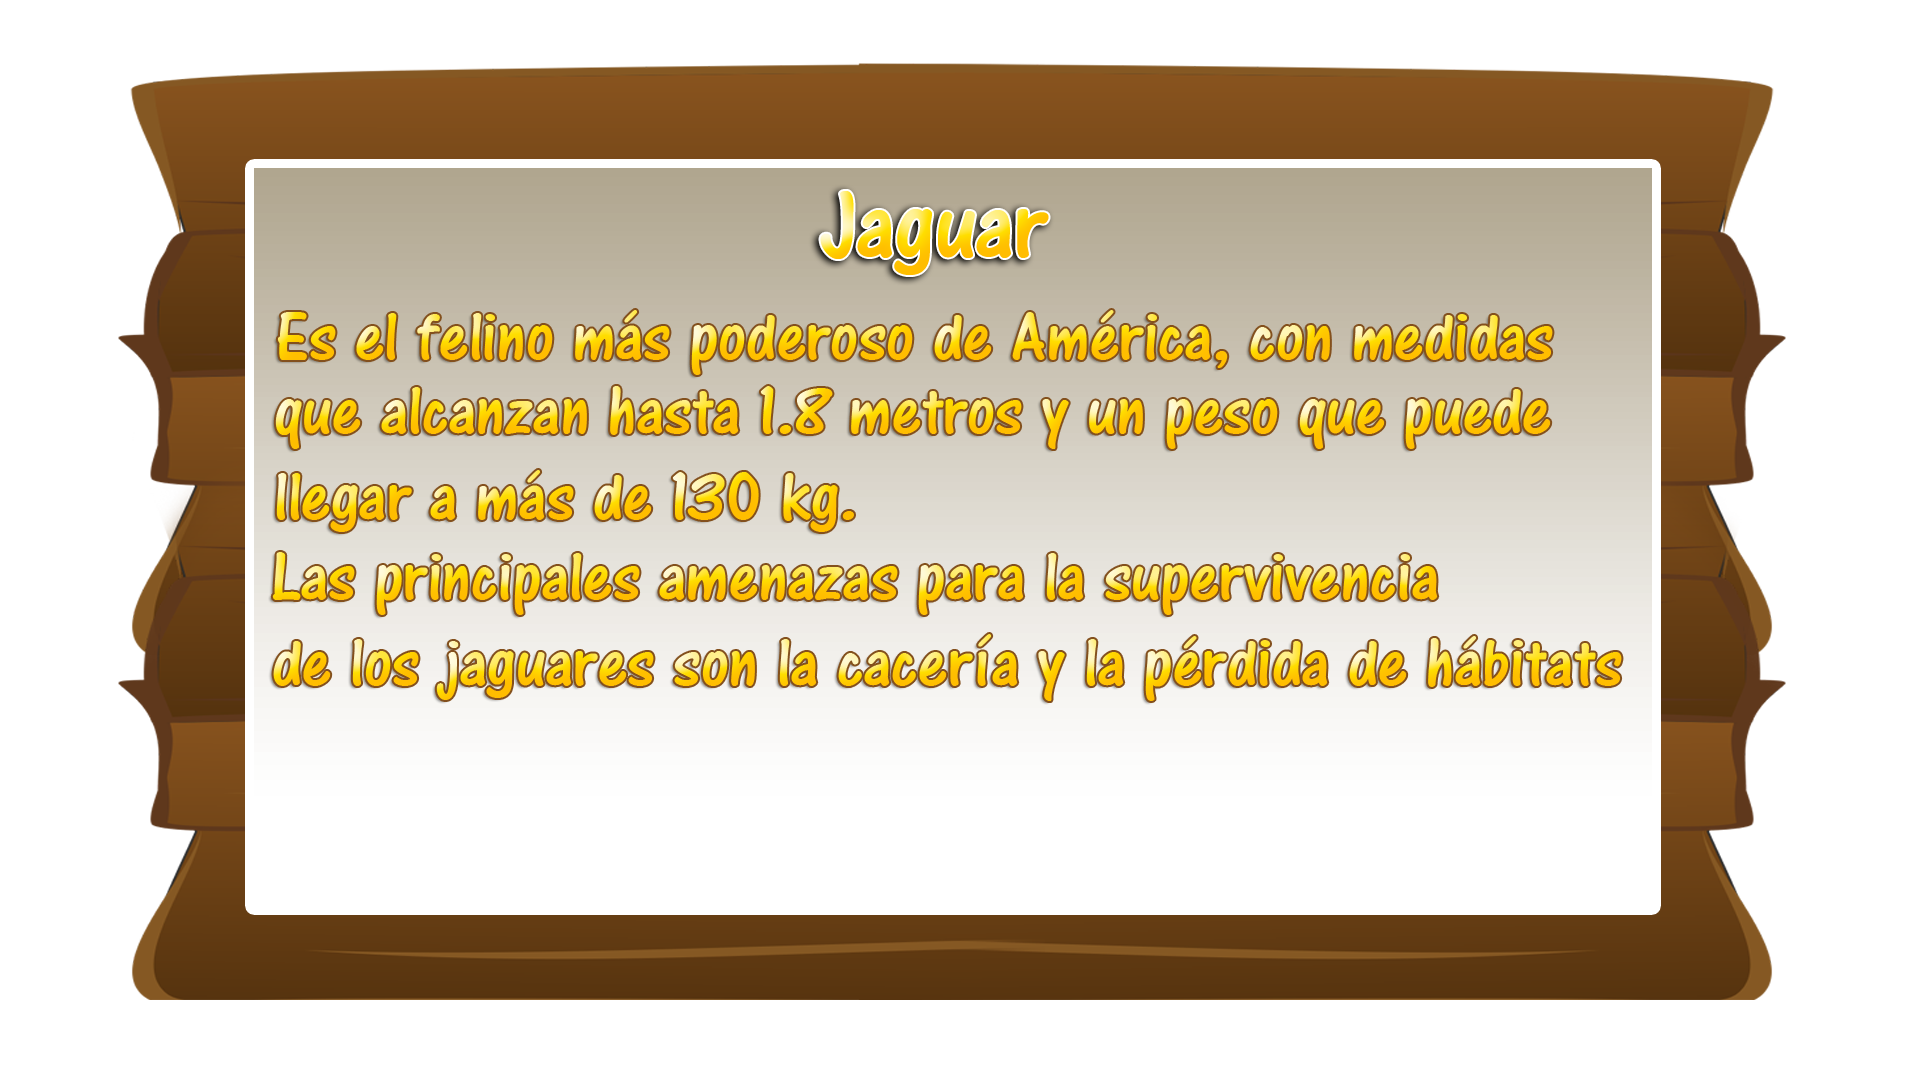 Jaguar
Es el felino más poderoso de América, con medidas
que alcanzan hasta 1.8 metros y un peso que puede
llegar a más de 130 kg.
Las principales amenazas para la supervivencia
de los jaguares son la cacería y la pérdida de hábitats